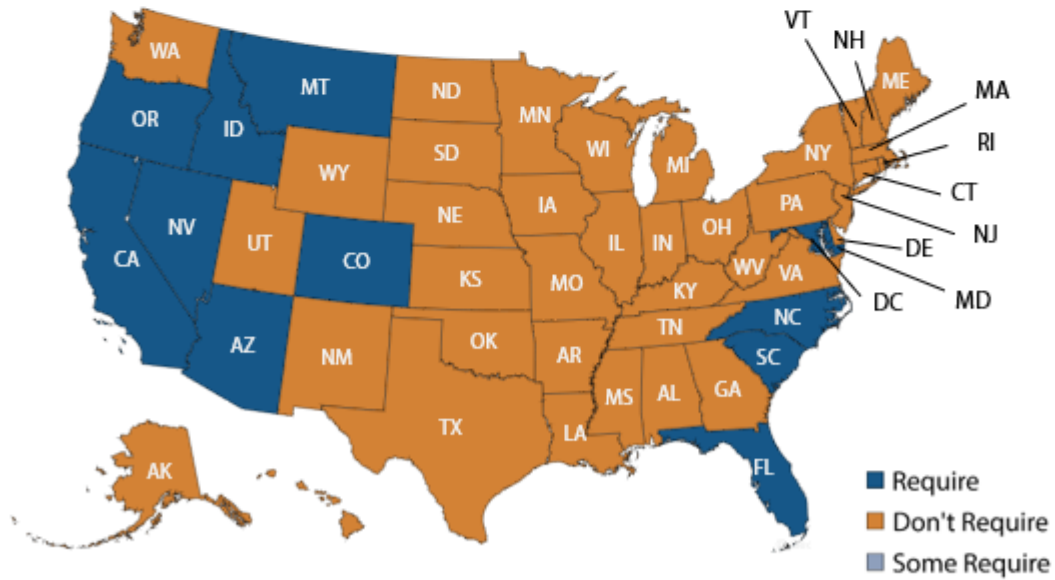 VT
NH
WA
MT
ND
MN
ME
MA
OR
ID
SD
WI
MI
NY
RI
WY
CT
NV
NE
IA
PA
NJ
UT
CO
IL
IN
OH
DE
CA
KS
MO
WV
VA
MD
KY
DC
AZ
NM
OK
AR
TN
NC
SC
MS
AL
GA
TX
LA
AK
FL
Require
Don't Require
Some Require